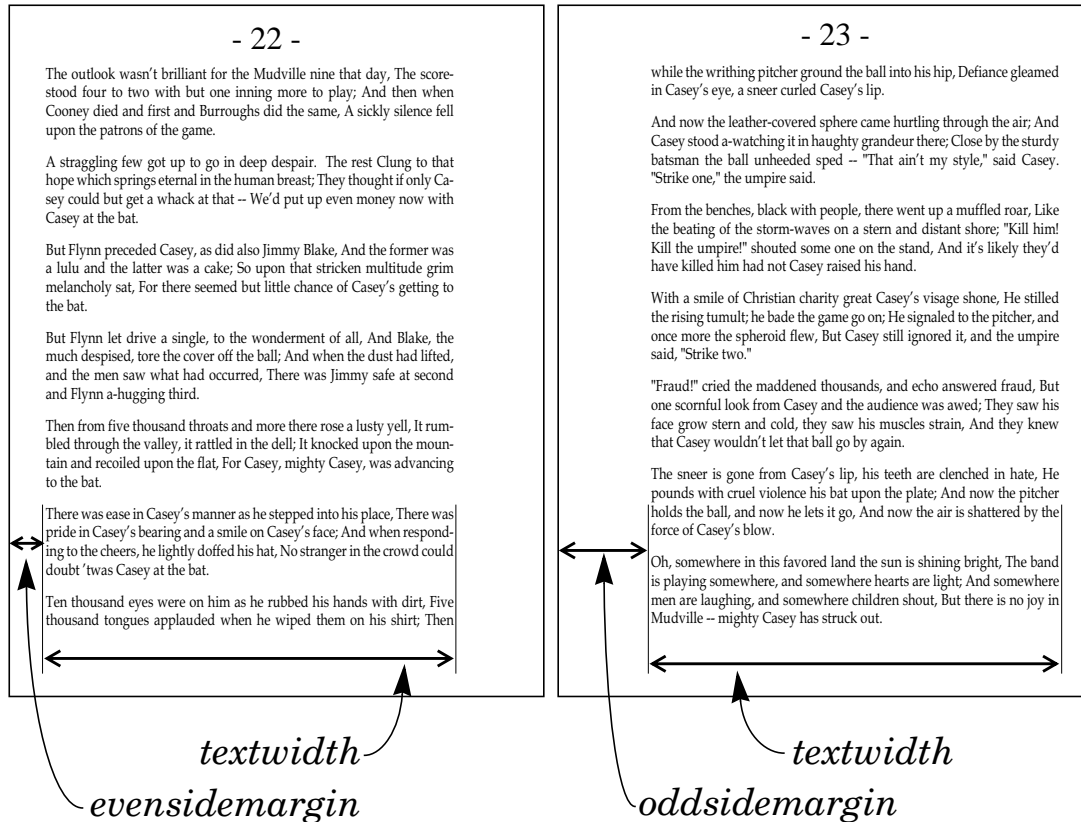 - 22 -
The outlook wasn't brilliant for the Mudville nine that day, The score-
stood four to two with but one inning more to play; And then when
Cooney died and first and Burroughs did the same, A sickly silence fell
upon the patrons of the game.
A straggling few got up to go in deep despair. The rest Clung to that
hope which springs eternal in the human breast; They thought if only Ca-
sey could but get a whack at that -- We'd put up even money now with
Casey at the bat.
But Flynn preceded Casey, as did also Jimmy Blake, And the former was
a lulu and the latter was a cake; So upon that stricken multitude grim
melancholy sat, For there seemed but little chance of Casey's getting to
the bat.
But Flynn let drive a single, to the wonderment of all, And Blake, the
much despised, tore the cover off the ball; And when the dust had lifted,
and the men saw what had occurred, There was Jimmy safe at second
and Flynn a-hugging third.
Then from five thousand throats and more there rose a lusty yell, It rum-
bled through the valley, it rattled in the dell; It knocked upon the moun-
tain and recoiled upon the flat, For Casey, mighty Casey, was advancing
to the bat.
There was ease in Casey's manner as he stepped into his place, There was
pride in Casey's bearing and a smile on Casey's face; And when respond-
ing to the cheers, he lightly doffed his hat, No stranger in the crowd could
doubt 'twas Casey at the bat.
Ten thousand eyes were on him as he rubbed his hands with dirt, Five
thousand tongues applauded when he wiped them on his shirt; Then
textwidth
evensidemargin
- 23 -
while the writhing pitcher ground the ball into his hip, Defiance gleamed
in Casey's eye, a sneer curled Casey's lip.
And now the leather-covered sphere came hurtling through the air; And
Casey stood a-watching it in haughty grandeur there; Close by the sturdy
batsman the ball unheeded sped -- "That ain't my style," said Casey.
"Strike one," the umpire said.
From the benches, black with people, there went up a muffled roar, Like
the beating of the storm-waves on a stern and distant shore; "Kill him!
Kill the umpire!" shouted some one on the stand, And it's likely they'd
have killed him had not Casey raised his hand.
With a smile of Christian charity great Casey's visage shone, He stilled
the rising tumult; he bade the game go on; He signaled to the pitcher, and
once more the spheroid flew, But Casey still ignored it, and the umpire
said, "Strike two."
"Fraud!" cried the maddened thousands, and echo answered fraud, But
one scornful look from Casey and the audience was awed; They saw his
face grow stern and cold, they saw his muscles strain, And they knew
that Casey wouldn't let that ball go by again.
The sneer is gone from Casey's lip, his teeth are clenched in hate, He
pounds with cruel violence his bat upon the plate; And now the pitcher
holds the ball, and now he lets it go, And now the air is shattered by the
force of Casey's blow.
Oh, somewhere in this favored land the sun is shining bright, The band
is playing somewhere, and somewhere hearts are light; And somewhere
men are laughing, and somewhere children shout, But there is no joy in
Mudville -- mighty Casey has struck out.
textwidth
oddsidemargin